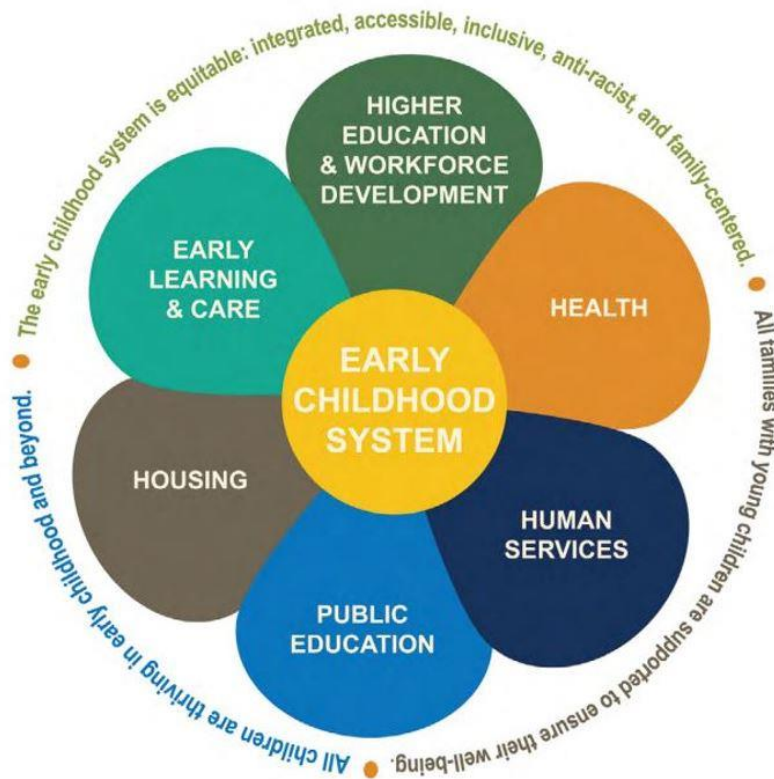 The early childhood system is equitable: integrated, accessible, inclusive, anti-racist, and family-centered.
HIGHER
EDUCATION
& WORKFORCE
DEVELOPMENT
EARLY
LEARNING
& CARE
HEALTH
EARLY
CHILDHOOD
SYSTEM
HOUSING
HUMAN
SERVICES
PUBLIC
EDUCATION
All families with young children are supported to ensure their well-being.
All children are thriving in early childhood and beyond.